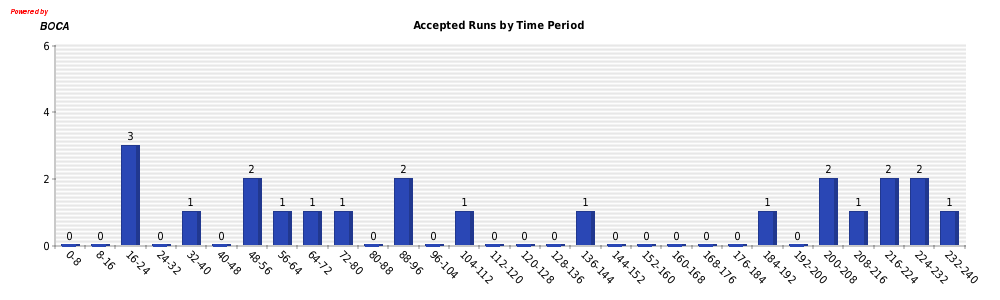 Powered by
BOCA
Accepted Runs by Time Period
6
4
2
0
0 0 3 0 1 0 2 1 1 1 0 2 0 1 0 0 0 1 0 0 0 0 0 1 0 2 1 2 2 1
0-8 8-16 16-24 24-32 32-40 40-48 48-56 56-64 64-72 72-80 80-88 88-96 96-104 104-112 112-120 120-128 128-136 136-144 144-152 152-160 160-168 168-176 176-184 184-192 192-200 200-208 208-216 216-224 224-232 232-240